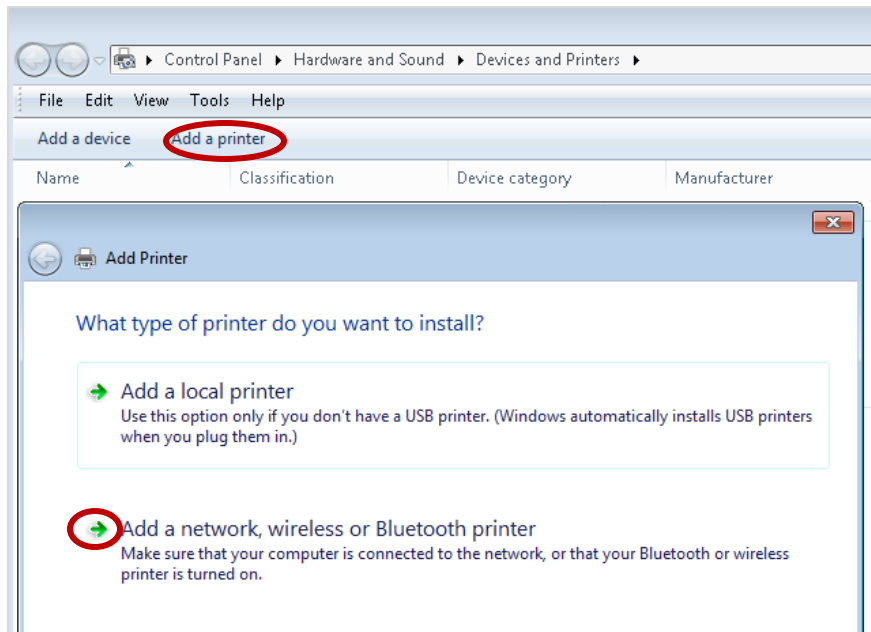 Control Panel Hardware and Sound Devices and Printers
File Edit View Tools Help
Add a device Add a printer
Name Classification Device category Manufacturer
Add Printer
What type of printer do you want to install?
Add a local printer
Use this option only if you don't have a USB printer. (Windows automatically installs USB printers
when you plug them in.)
Add a network, wireless or Bluetooth printer
Make sure that your computer is connected to the network, or that your Bluetooth or wireless
printer is turned on.